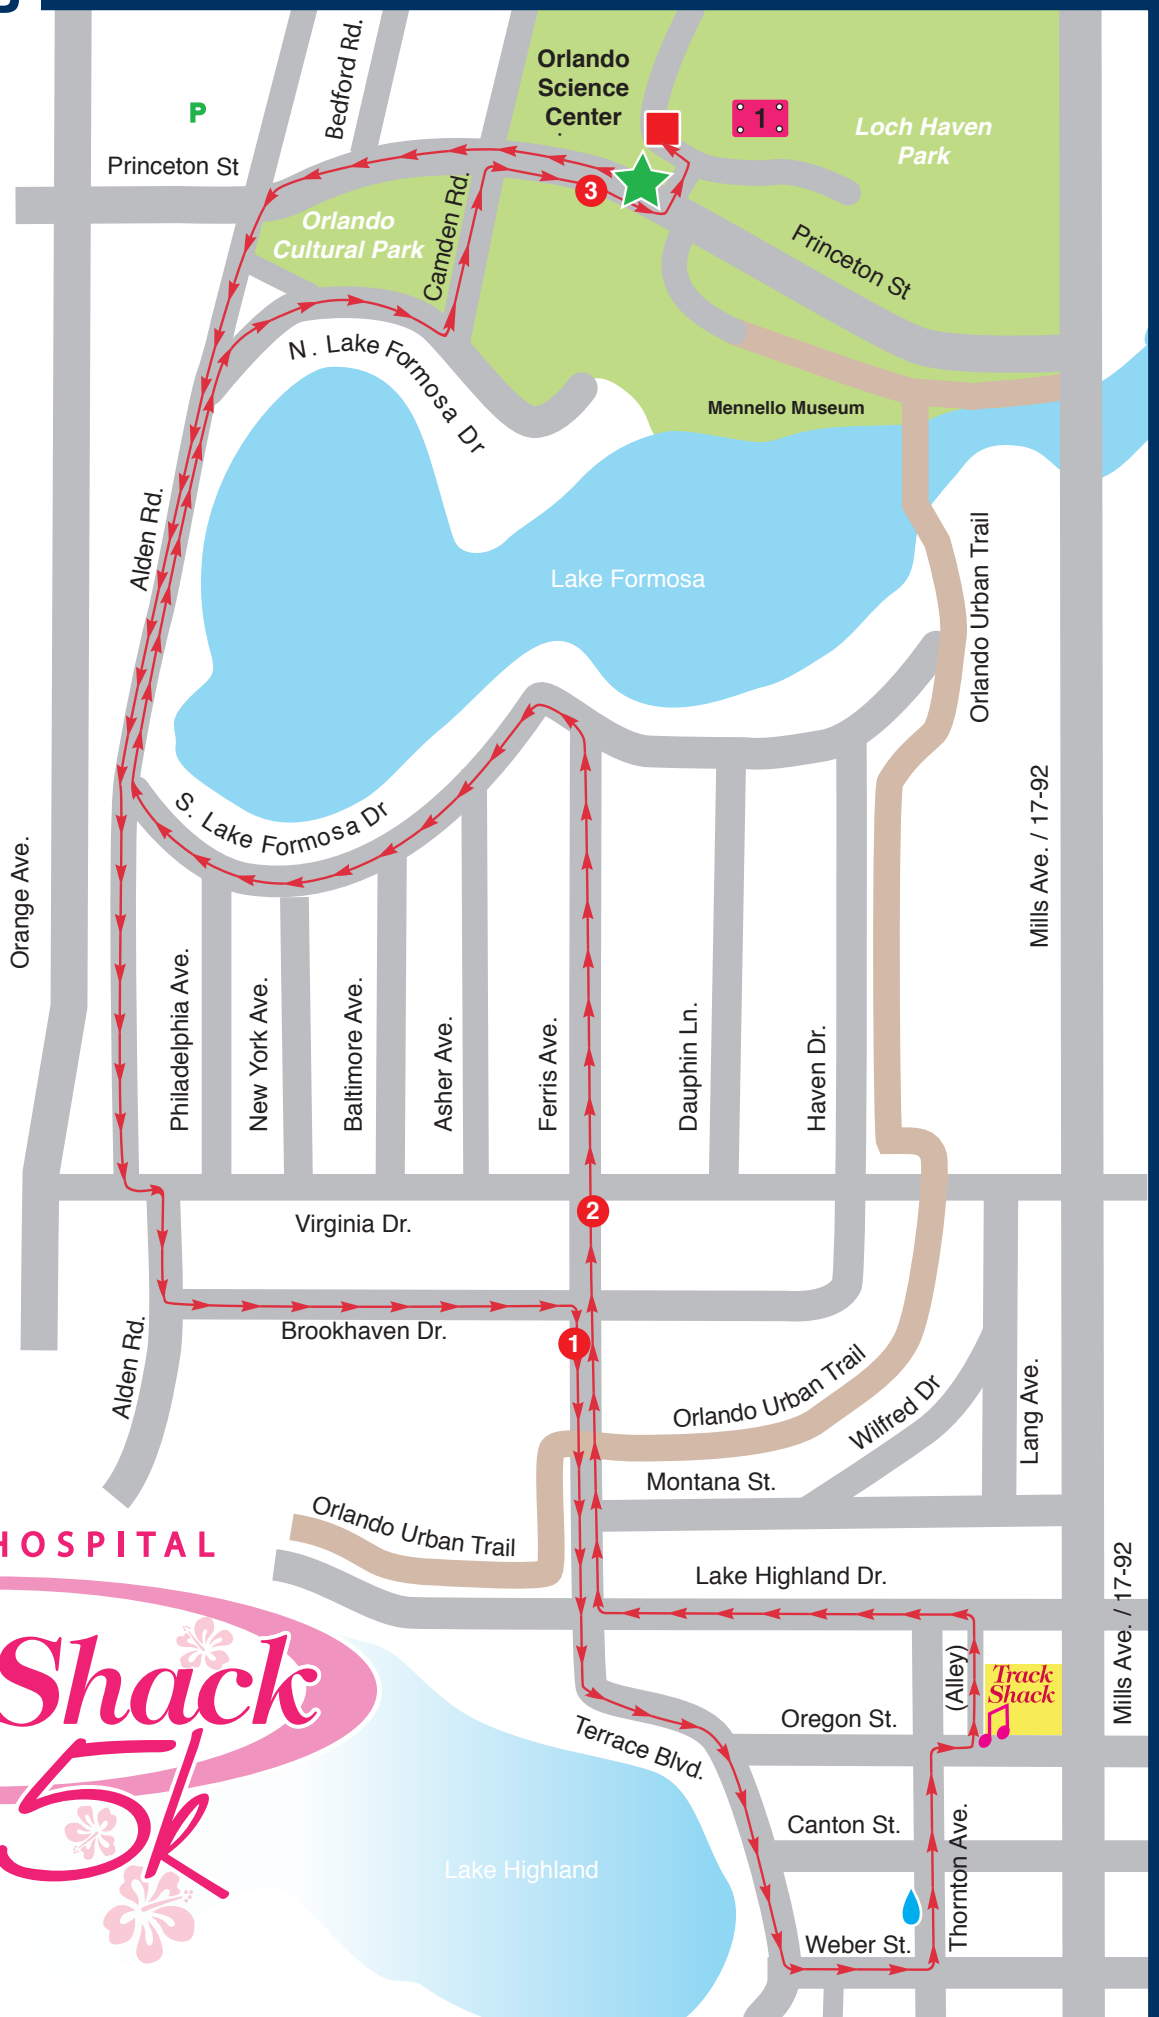 Orlando
Science
Center
1
Loch Haven
Park
Bedford Rd.
P
Princeton St
3
Orlando
Cultural Park
Camden Rd.
Princeton St
N. Lake Formosa Dr
Mennello Museum
Alden Rd.
Lake Formosa
Orlando Urban Trail
S. Lake Formosa Dr
Mills Ave. / 17-92
Orange Ave.
Philadelphia Ave.
New York Ave.
Baltimore Ave.
Asher Ave.
Ferris Ave.
Dauphin Ln.
Haven Dr.
2
Virginia Dr.
Brookhaven Dr.
1
Alden Rd.
Orlando Urban Trail
Wilfred Dr
Lang Ave.
Montana St.
Orlando Urban Trail
HOSPITAL
Lake Highland Dr.
Mills Ave. / 17-92
Shack
5k
(Alley)
Track
Shack
Oregon St.
Terrace Blvd.
Canton St.
Thornton Ave.
Lake Highland
Weber St.